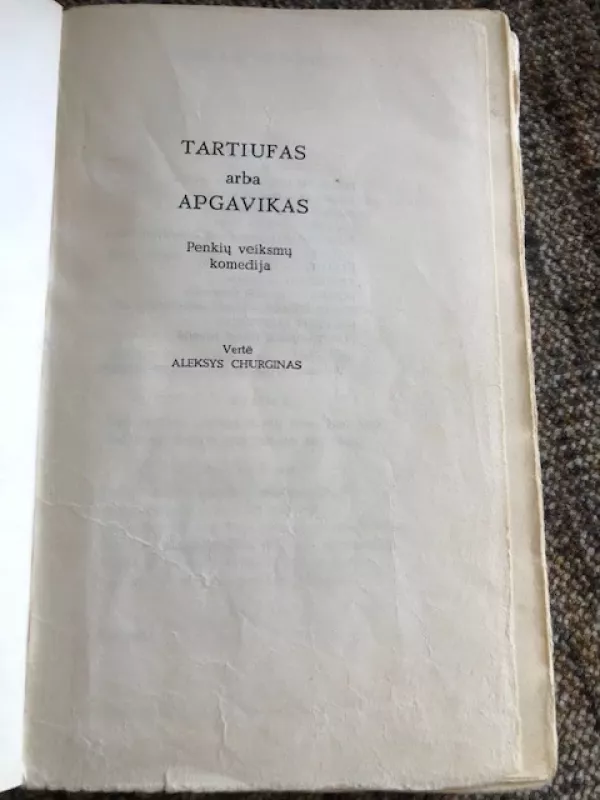 TARTIUFAS
arba
APGAVIKAS
Penkių veiksmų
komedija
Vertė
ALEKSYS CHURGINAS